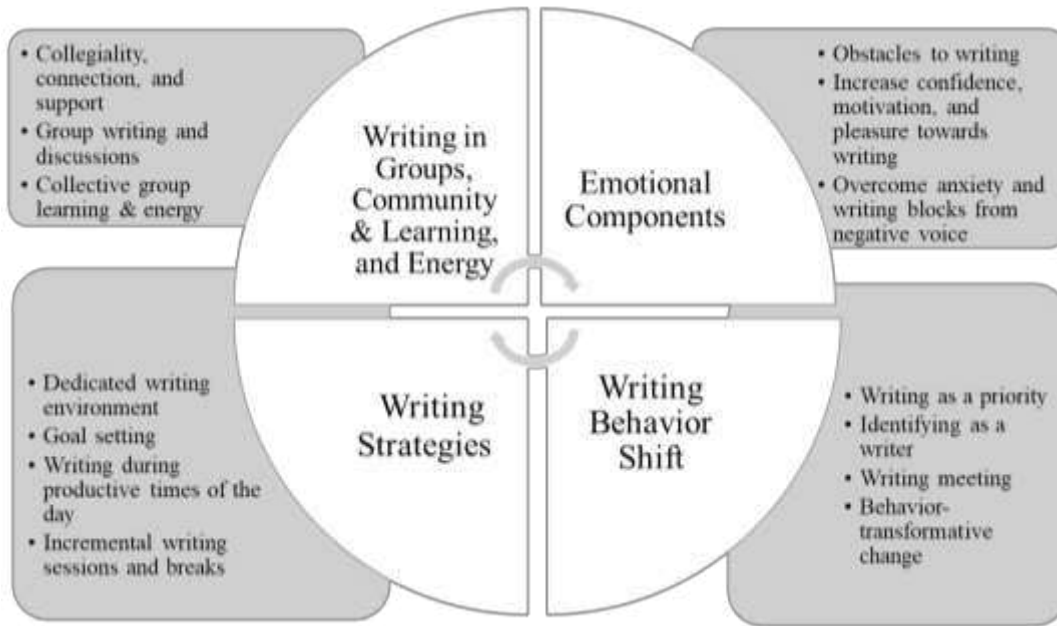 • Collegiality,
connection, and
support
• Group writing and
discussions
• Collective group
learning & energy
Writing in
Groups,
Community
& Learning,
and Energy
Emotional
Components
• Obstacles to writing
• Increase confidence,
motivation, and
pleasure towards
writing
• Overcome anxiety and
writing blocks from
negative voice
• Dedicated writing
environment
• Goal setting
• Writing during
productive times of the
day
• Incremental writing
sessions and breaks
Writing
Strategies
Writing
Behavior
Shift
• Writing as a priority
• Identifying as a
writer
• Writing meeting
• Behavior-
transformative
change